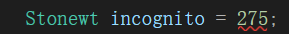 Stonewt incognito = 275;